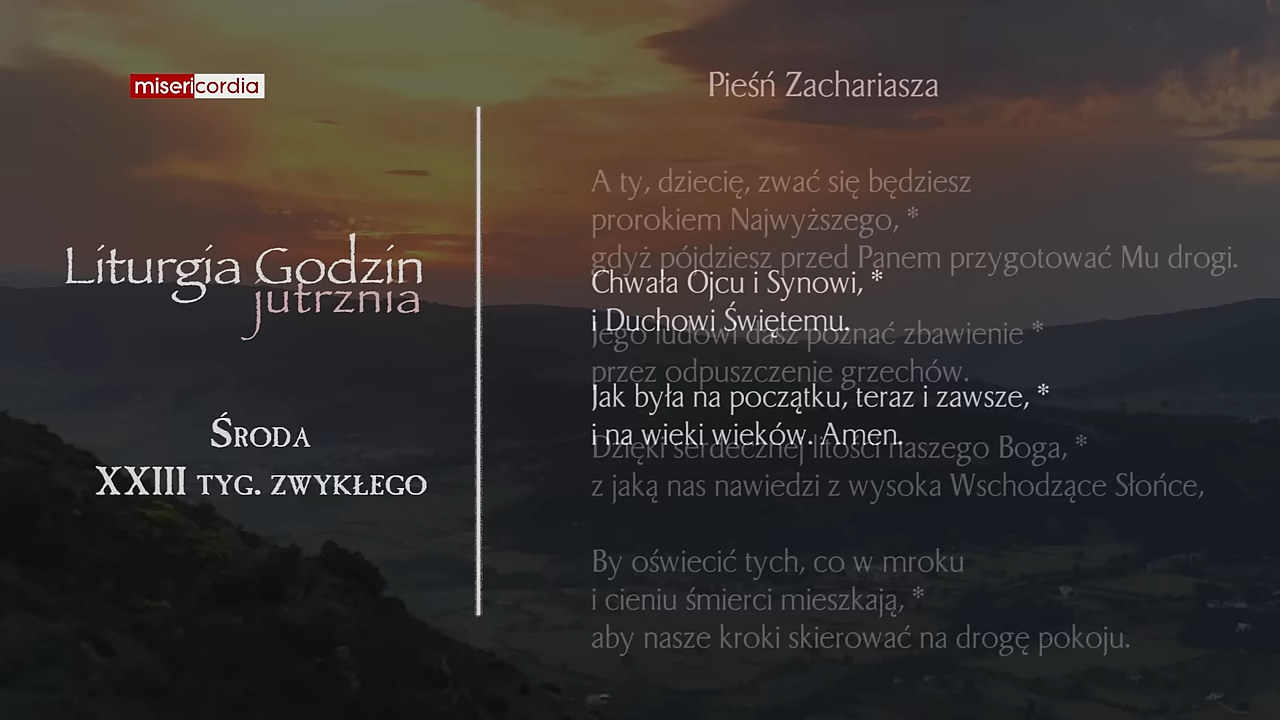 misericordia
Liturgia Godzin
jutrznia
Środa
XXIII tyg. zwykłego
Pieśń Zachariasza
A ty, dziecię, zwać się będziesz
prorokiem Najwyższego, *
gdyż pójdziesz przed Panem przygotować Mu drogi.
Chwała Ojcu i Synowi, *
i Duchowi Świętemu.
Jego ludowi dasz poznać zbawienie *
przez odpuszczenie grzechów.
Jak była na początku, teraz i zawsze, *
i na wieki wieków. Amen.
Dzięki serdecznej litości naszego Boga, *
z jaką nas nawiedzi z wysoka Wschodzące Słońce,
By oświecić tych, co w mroku
i cieniu śmierci mieszkają, *
aby nasze kroki skierować na drogę pokoju.